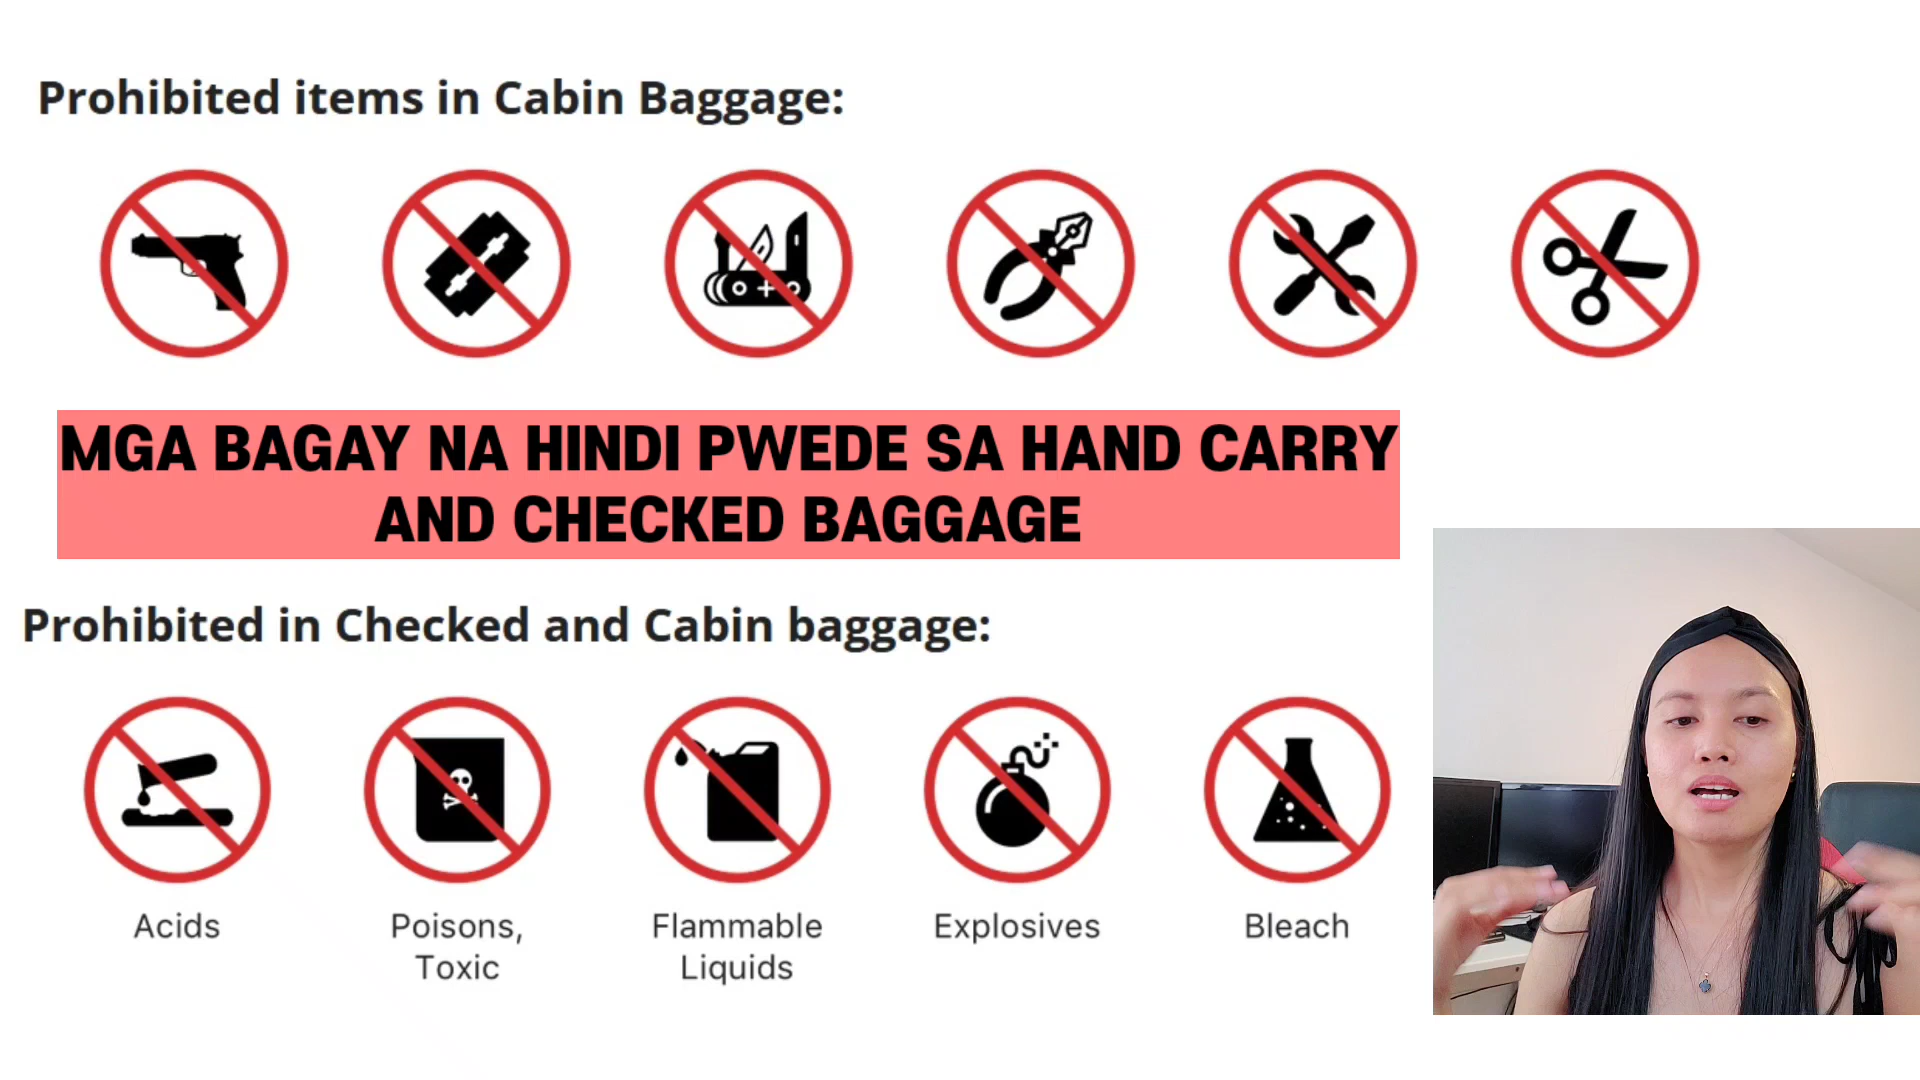 Prohibited items in Cabin Baggage:
MGA BAGAY NA HINDI PWEDE SA HAND CARRY
AND CHECKED BAGGAGE
Prohibited in Checked and Cabin baggage:
Acids
Poisons,
Toxic
Flammable
Liquids
Explosives
Bleach